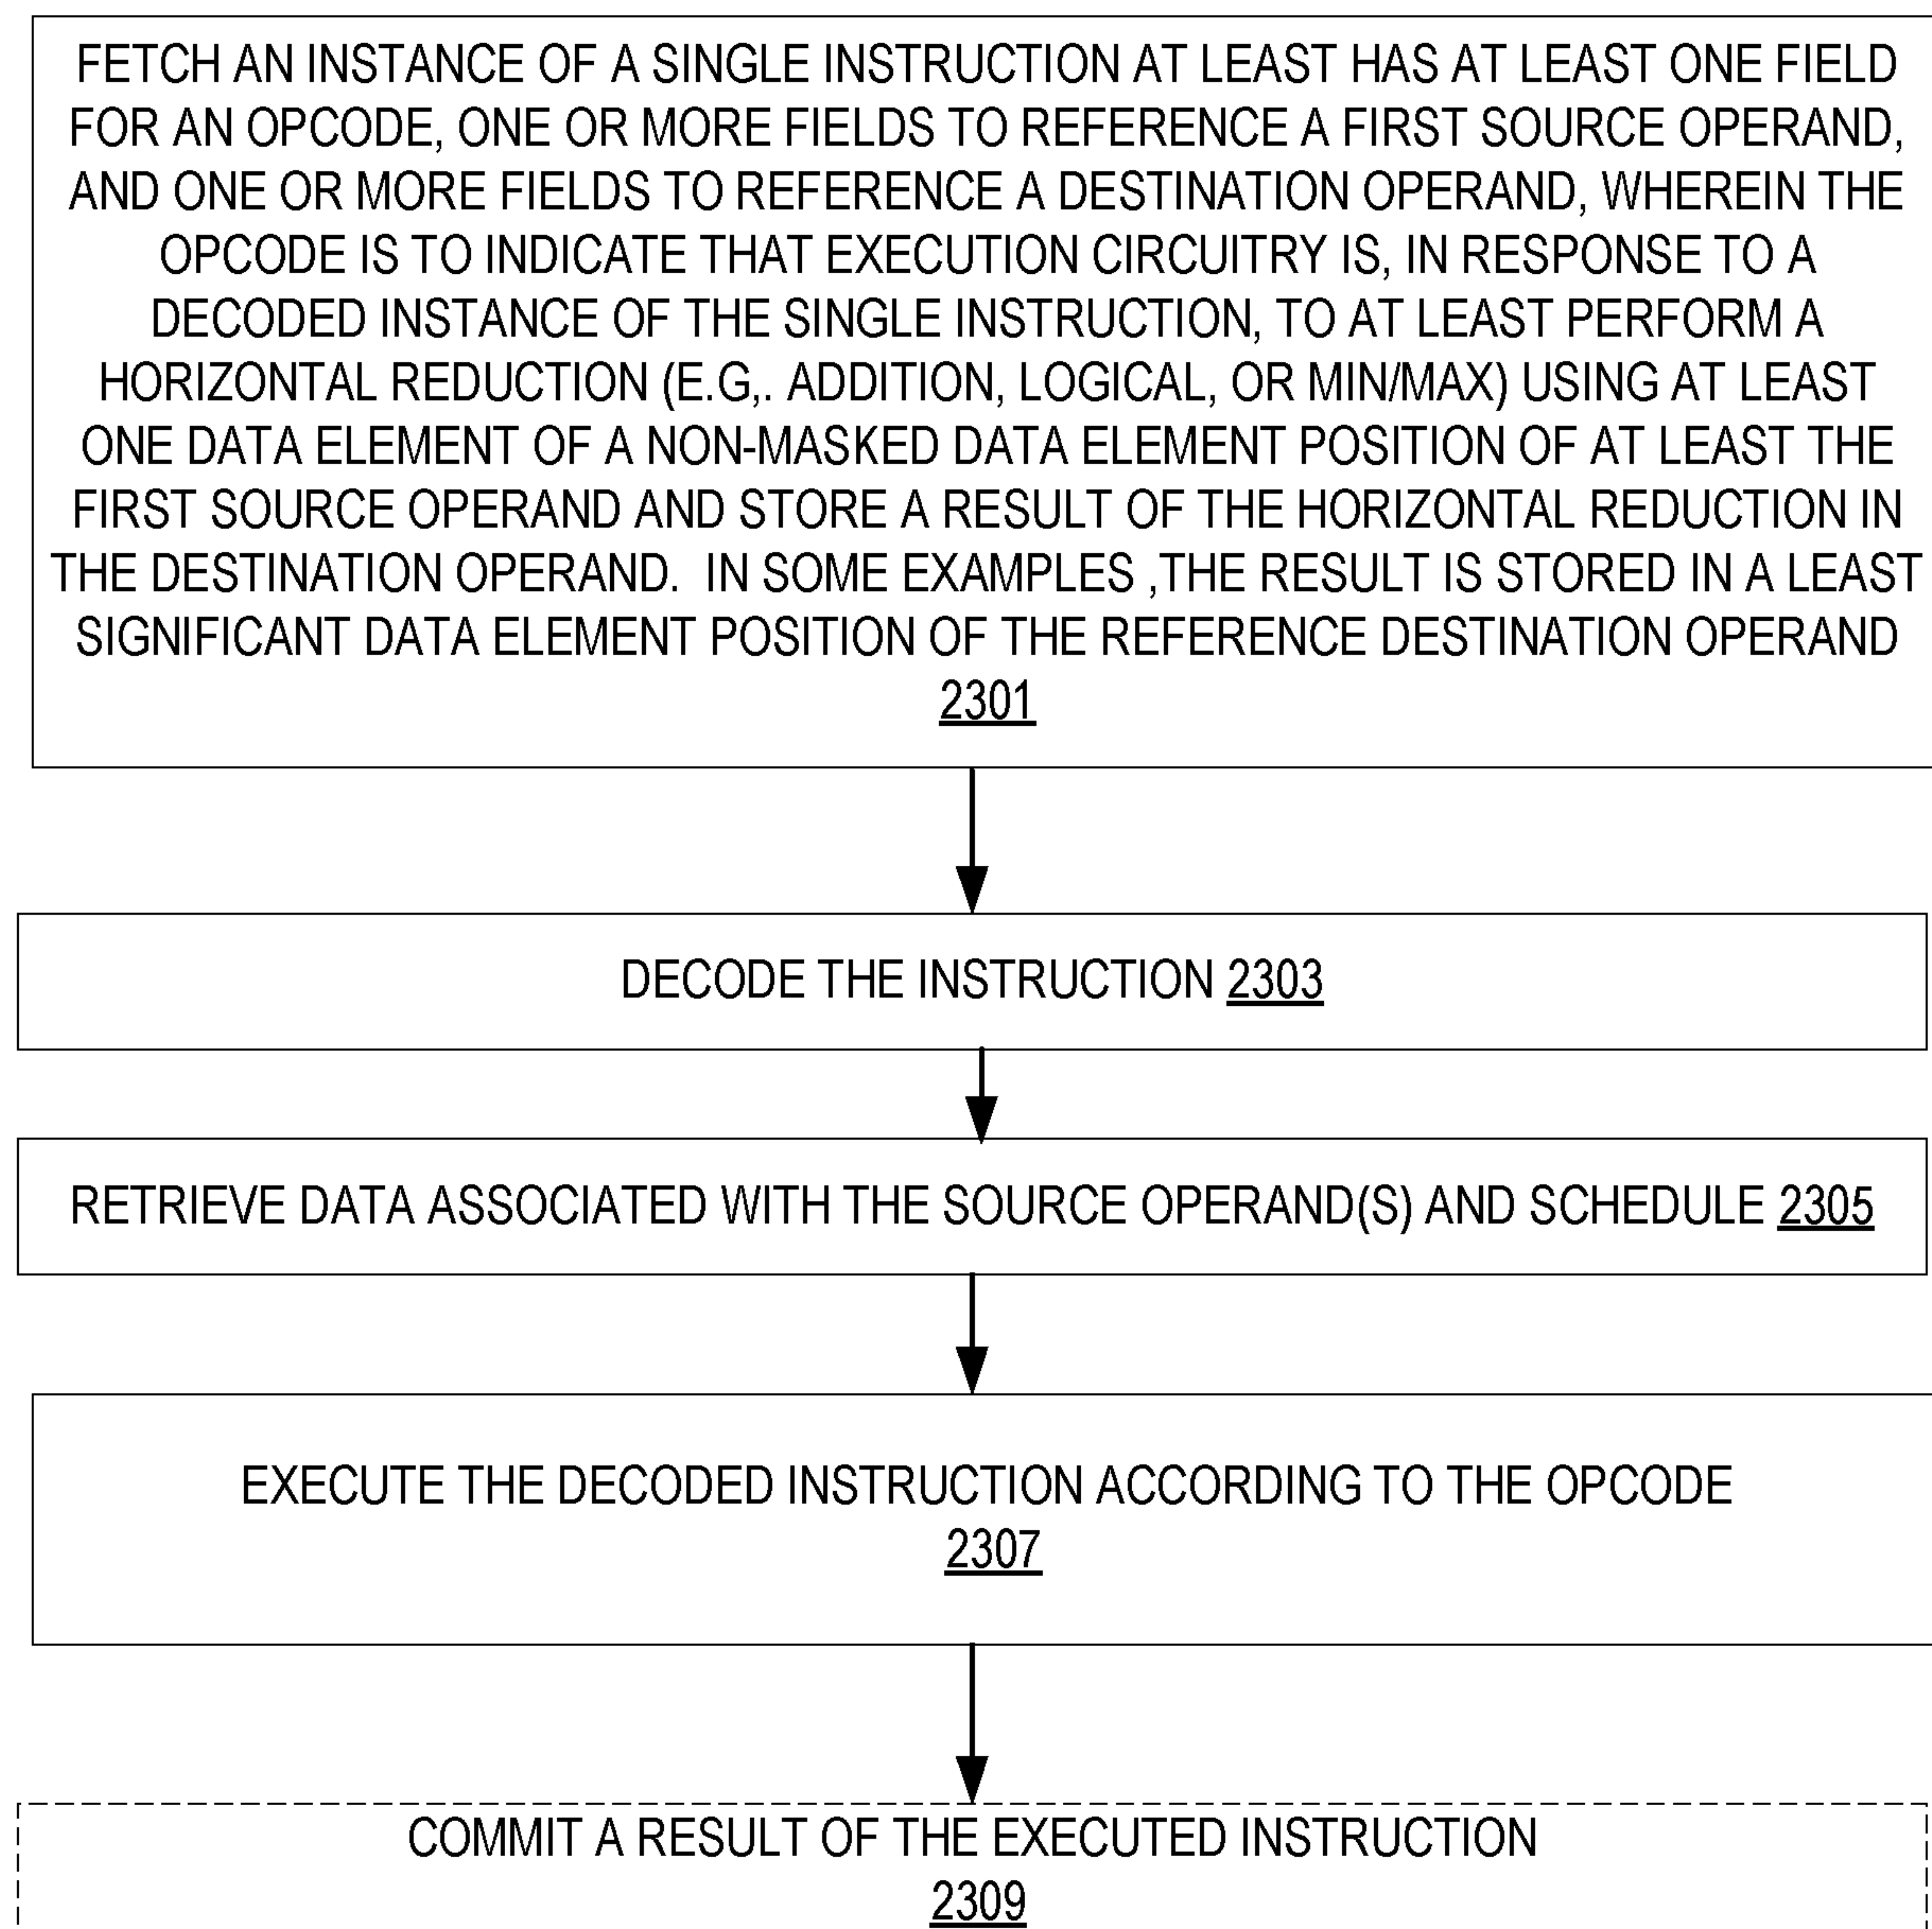 FETCH AN INSTANCE OF A SINGLE INSTRUCTION AT LEAST HAS AT LEAST ONE FIELD
FOR AN OPCODE, ONE OR MORE FIELDS TO REFERENCE A FIRST SOURCE OPERAND,
AND ONE OR MORE FIELDS TO REFERENCE A DESTINATION OPERAND, WHEREIN THE
OPCODE IS TO INDICATE THAT EXECUTION CIRCUITRY IS, IN RESPONSE TO A
DECODED INSTANCE OF THE SINGLE INSTRUCTION, TO AT LEAST PERFORM A
HORIZONTAL REDUCTION (E.G,. ADDITION, LOGICAL, OR MIN/MAX) USING AT LEAST
ONE DATA ELEMENT OF A NON-MASKED DATA ELEMENT POSITION OF AT LEAST THE
FIRST SOURCE OPERAND AND STORE A RESULT OF THE HORIZONTAL REDUCTION IN
THE DESTINATION OPERAND.  IN SOME EXAMPLES ,THE RESULT IS STORED IN A LEAST
SIGNIFICANT DATA ELEMENT POSITION OF THE REFERENCE DESTINATION OPERAND
2301
DECODE THE INSTRUCTION 2303
RETRIEVE DATA ASSOCIATED WITH THE SOURCE OPERAND(S) AND SCHEDULE 2305
EXECUTE THE DECODED INSTRUCTION ACCORDING TO THE OPCODE
2307
COMMIT A RESULT OF THE EXECUTED INSTRUCTION
2309